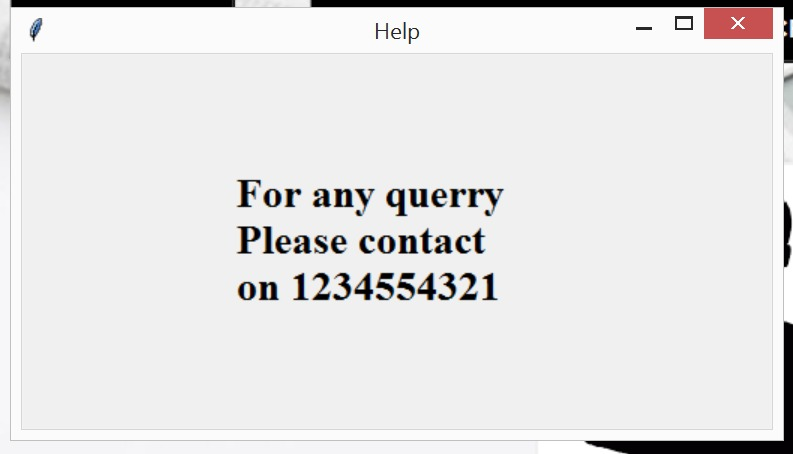 Help
For any querry
Please contact
on 1234554321